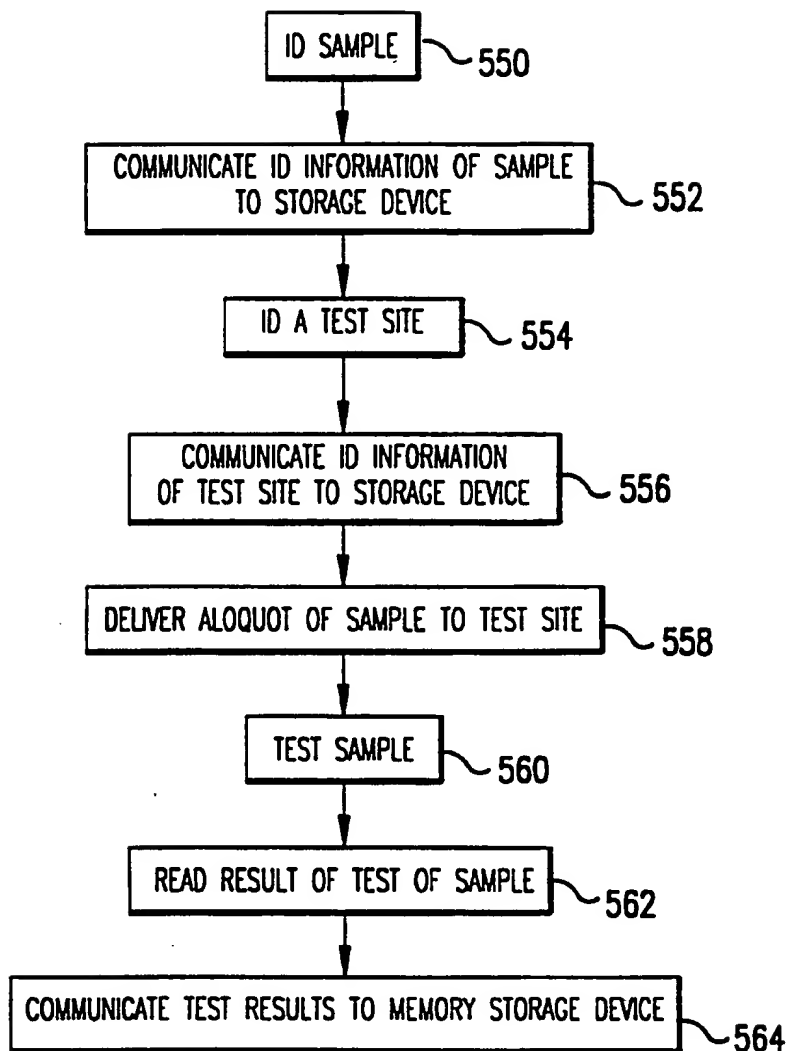 ID SAMPLE
550
COMMUNICATE ID INFORMATION OF SAMPLE
TO STORAGE DEVICE
552
ID A TEST SITE
554
COMMUNICATE ID INFORMATION
OF TEST SITE TO STORAGE DEVICE
556
DELIVER ALOQUOT OF SAMPLE TO TEST SITE
558
TEST SAMPLE
560
READ RESULT OF TEST OF SAMPLE
562
COMMUNICATE TEST RESULTS TO MEMORY STORAGE DEVICE
564